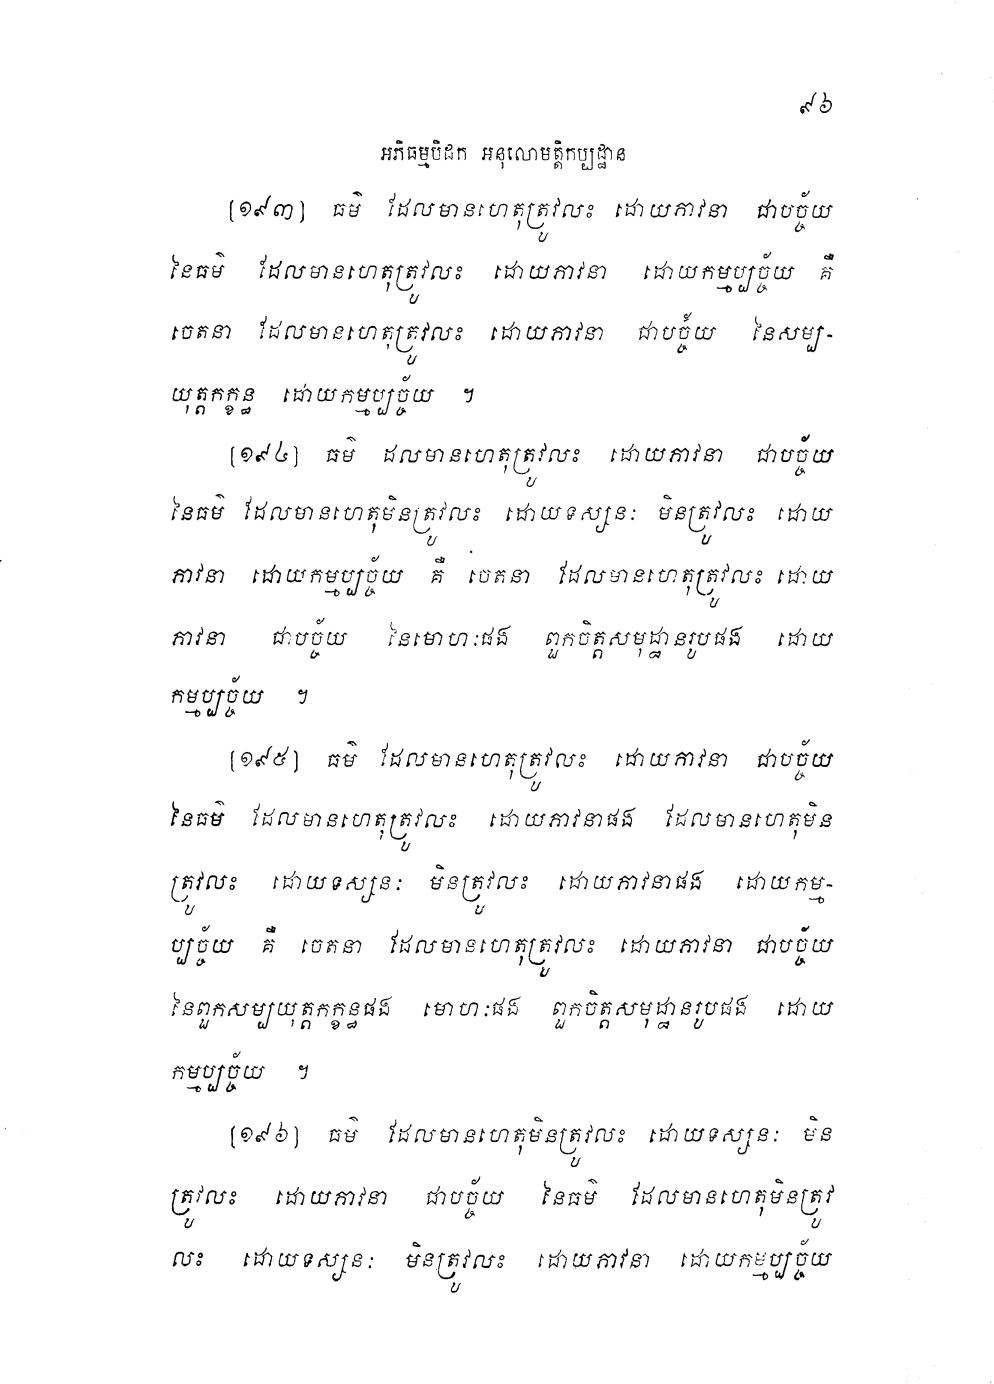 ៩៦
អភិធម្មបិដក អនុលោមត្តិកប្បដ្ឋាន
[១៩៣] ធម៌ ដែលមានហេតុត្រូវលះ ដោយភាវនា ជាបច្ច័យ
នៃធម៌ ដែលមានហេតុត្រូវលះ ដោយភាវនា ដោយកម្មប្បច្ច័យ គឺ
ចេតនា ដែលមានហេតុត្រូវលះ ដោយភាវនា ជាបច្ច័យ នៃសម្ប-
យុត្តកក្ខន្ធ ដោយកម្មប្បច្ច័យ ។
[១៩៤] ធម៌ ដលមានហេតុត្រូវលះ ដោយភាវនា ជាបច្ច័យ
នៃធម៌ ដែលមានហេតុមិនត្រូវលះ ដោយទស្សនៈ មិនត្រូវលះ ដោយ
ភាវនា ដោយកម្មប្បច្ច័យ គឺ ចេតនា ដែលមានហេតុត្រូវលះ ដោយ
ភាវនា ជាបច្ច័យ នៃមោហៈផង ពួកចិត្តសមុដ្ឋានរូបផង ដោយ
កម្មប្បច្ច័យ ។
[១៩៥] ធម៌ ដែលមានហេតុត្រូវលះ ដោយភាវនា ជាបច្ច័យ
នៃធម៌ ដែលមានហេតុត្រូវលះ ដោយភាវនាផង ដែលមានហេតុមិន
ត្រូវលះ ដោយទស្សនៈ មិនត្រូវលះ ដោយភាវនាផង ដោយកម្ម-
ប្បច្ច័យ គឺ ចេតនា ដែលមានហេតុត្រូវលះ ដោយភាវនា ជាបច្ច័យ
នៃពួកសម្បយុត្តកក្ខន្ធផង មោហៈផង ពួកចិត្តសមុដ្ឋានរូបផង ដោយ
កម្មប្បច្ច័យ ។
[១៩៦] ធម៌ ដែលមានហេតុមិនត្រូវលះ ដោយទស្សនៈ មិន
ត្រូវលះ ដោយភាវនា ជាបច្ច័យ នៃធម៌ ដែលមានហេតុមិនត្រូវ
លះ ដោយទស្សនៈ មិនត្រូវលះ ដោយភាវនា ដោយកម្មប្បច្ច័យ